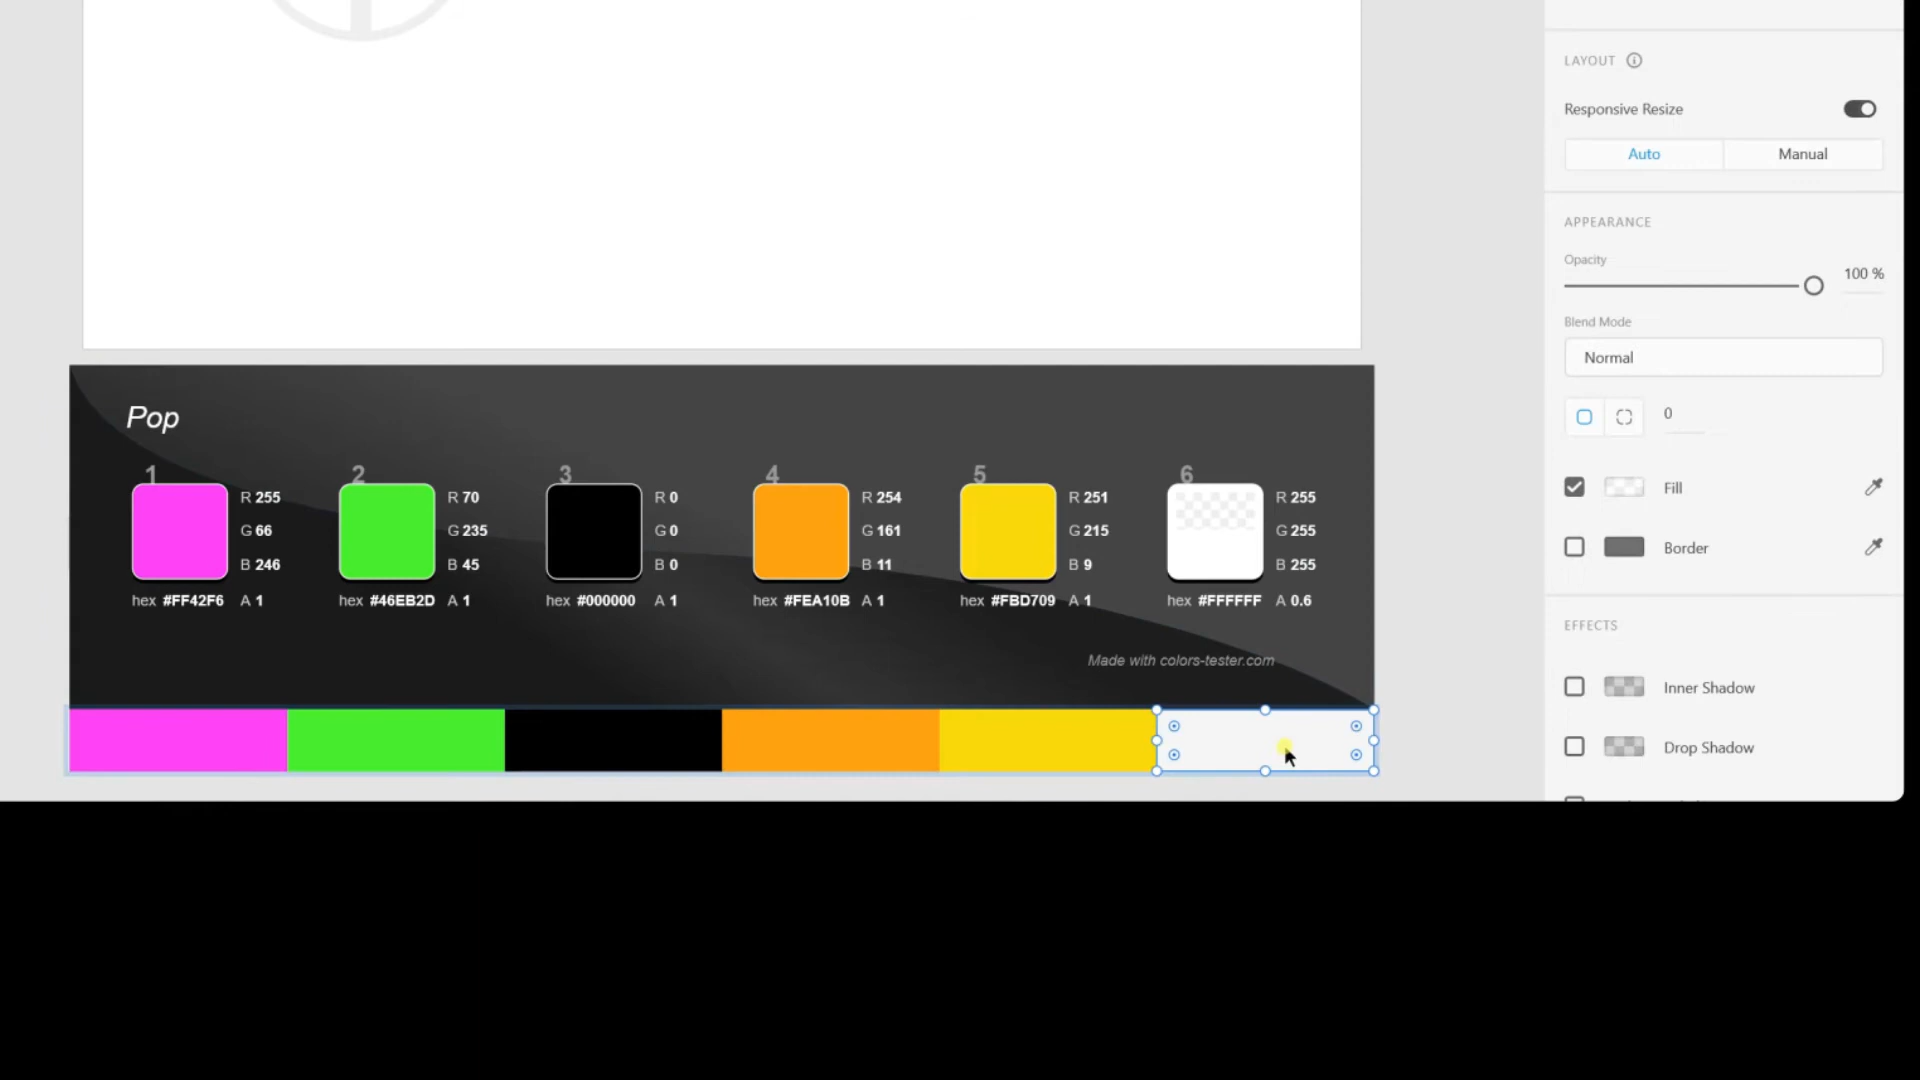 LAYOUT
Responsive Resize
Auto Manual
APPEARANCE
Opacity
100 %
Blend Mode
Normal
0
Fill
Border
EFFECTS
Inner Shadow
Drop Shadow
Pop
1 2 3 4 5 6
R 255 R 70 R 0 R 254 R 251 R 255
G 66 G 235 G 0 G 161 G 215 G 255
B 246 B 45 B 0 B 11 B 9 B 255
hex #FF42F6 A 1 hex #46EB2D A 1 hex #000000 A 1 hex #FEA10B A 1 hex #FBD709 A 1 hex #FFFFFF A 0.6
Made with colors-tester.com